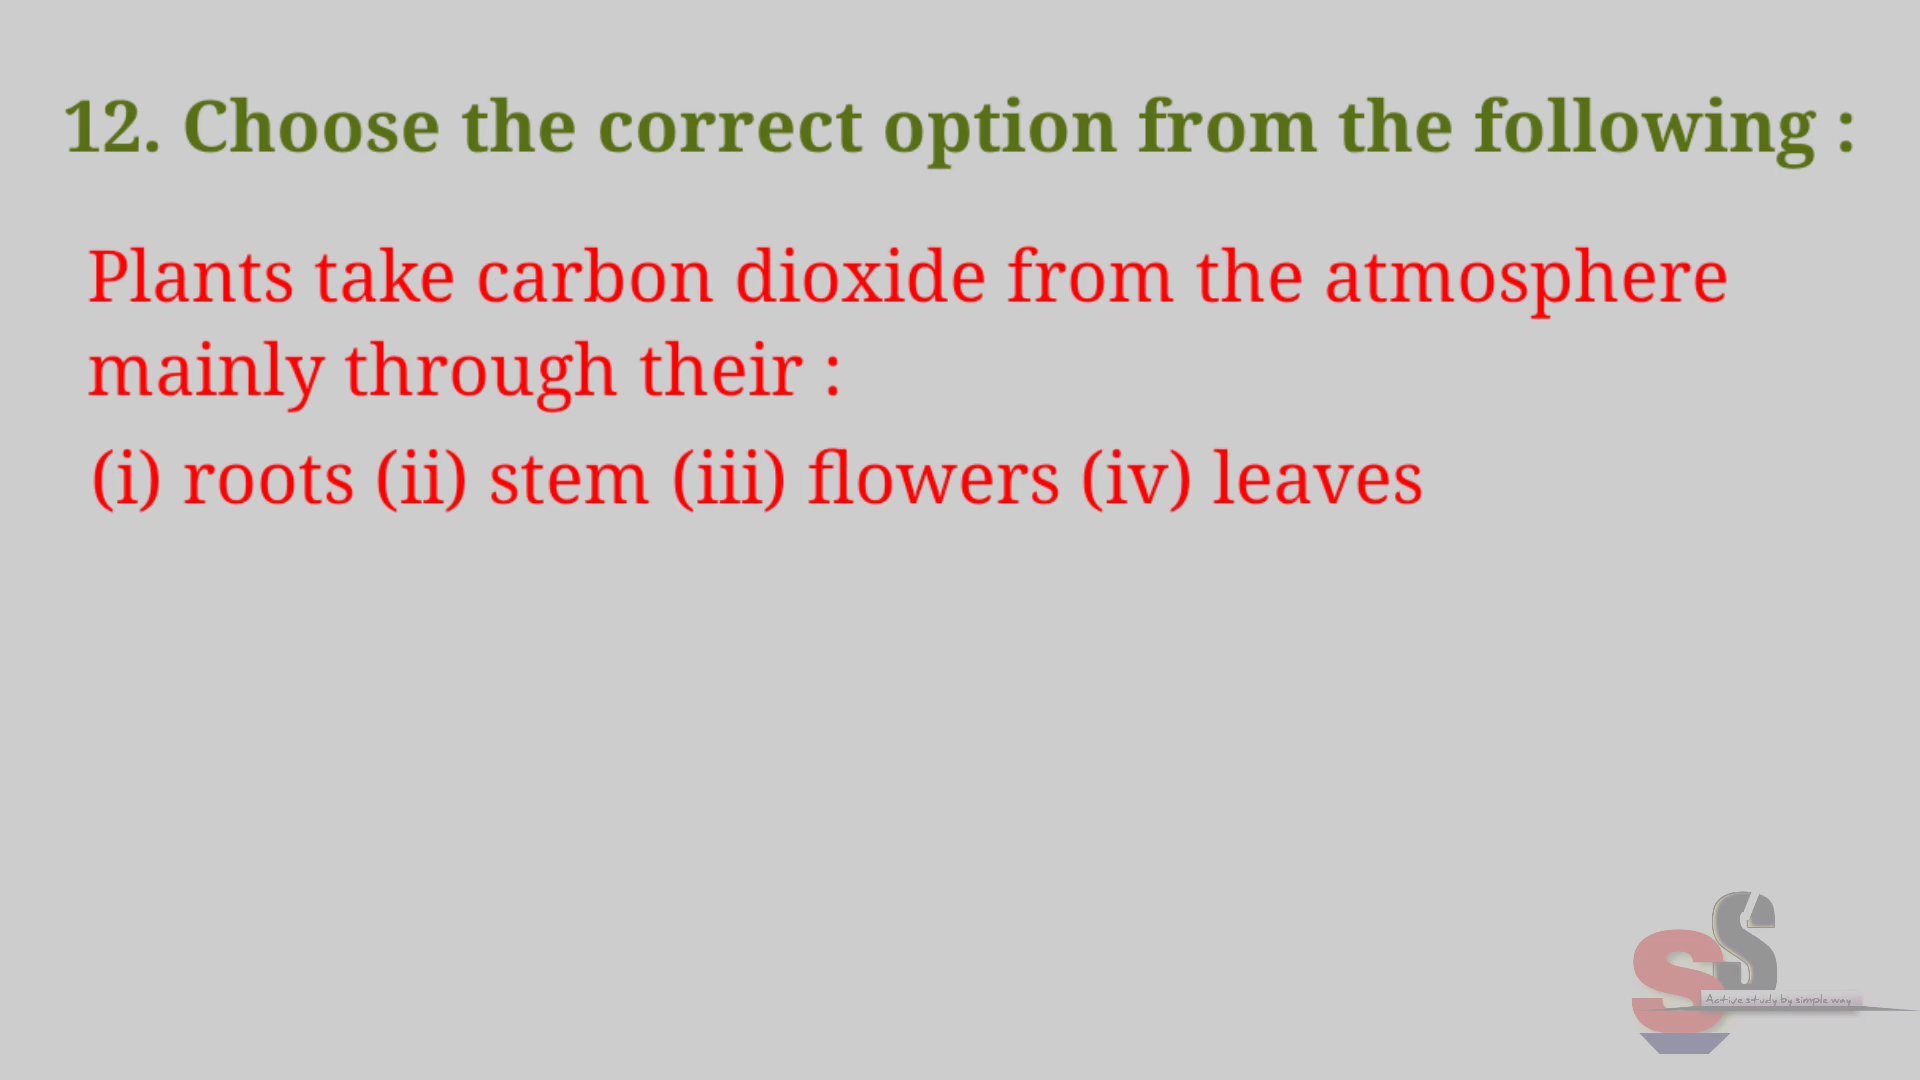 12. Choose the correct option from the following :
Plants take carbon dioxide from the atmosphere
mainly through their :
(i) roots (ii) stem (iii) flowers (iv) leaves
SS
Active study by simple way